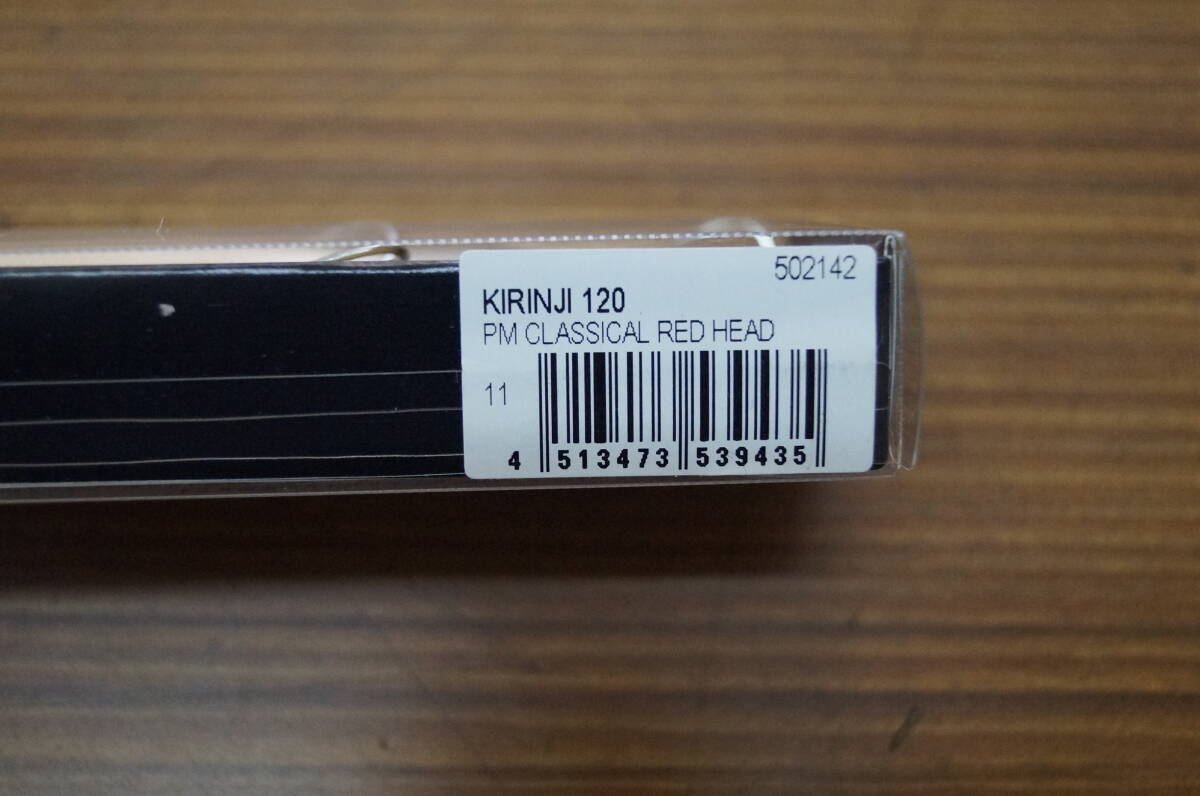 502142
KIRINJI 120
PM CLASSICAL RED HEAD
11
4 513473 539435